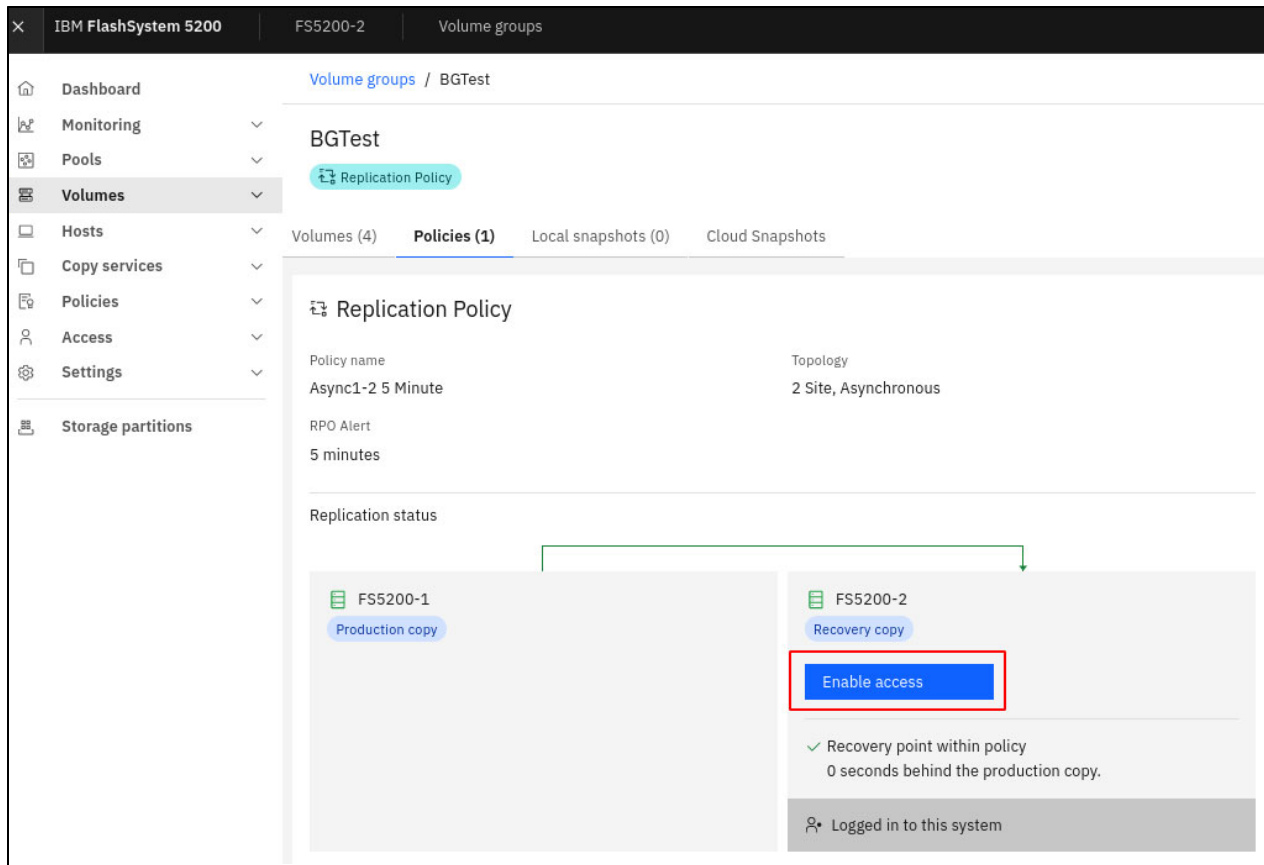 IBM FlashSystem 5200
FS5200-2
Volume groups
Dashboard
Monitoring
Pools
Volumes
Hosts
Copy services
Policies
Access
Settings
Storage partitions
Volume groups / BGTest
BGTest
Replication Policy
Volumes (4)
Policies (1)
Local snapshots (0)
Cloud Snapshots
Replication Policy
Policy name
Async1-2 5 Minute
Topology
2 Site, Asynchronous
RPO Alert
5 minutes
Replication status
FS5200-1
Production copy
FS5200-2
Recovery copy
Enable access
Recovery point within policy
0 seconds behind the production copy.
Logged in to this system